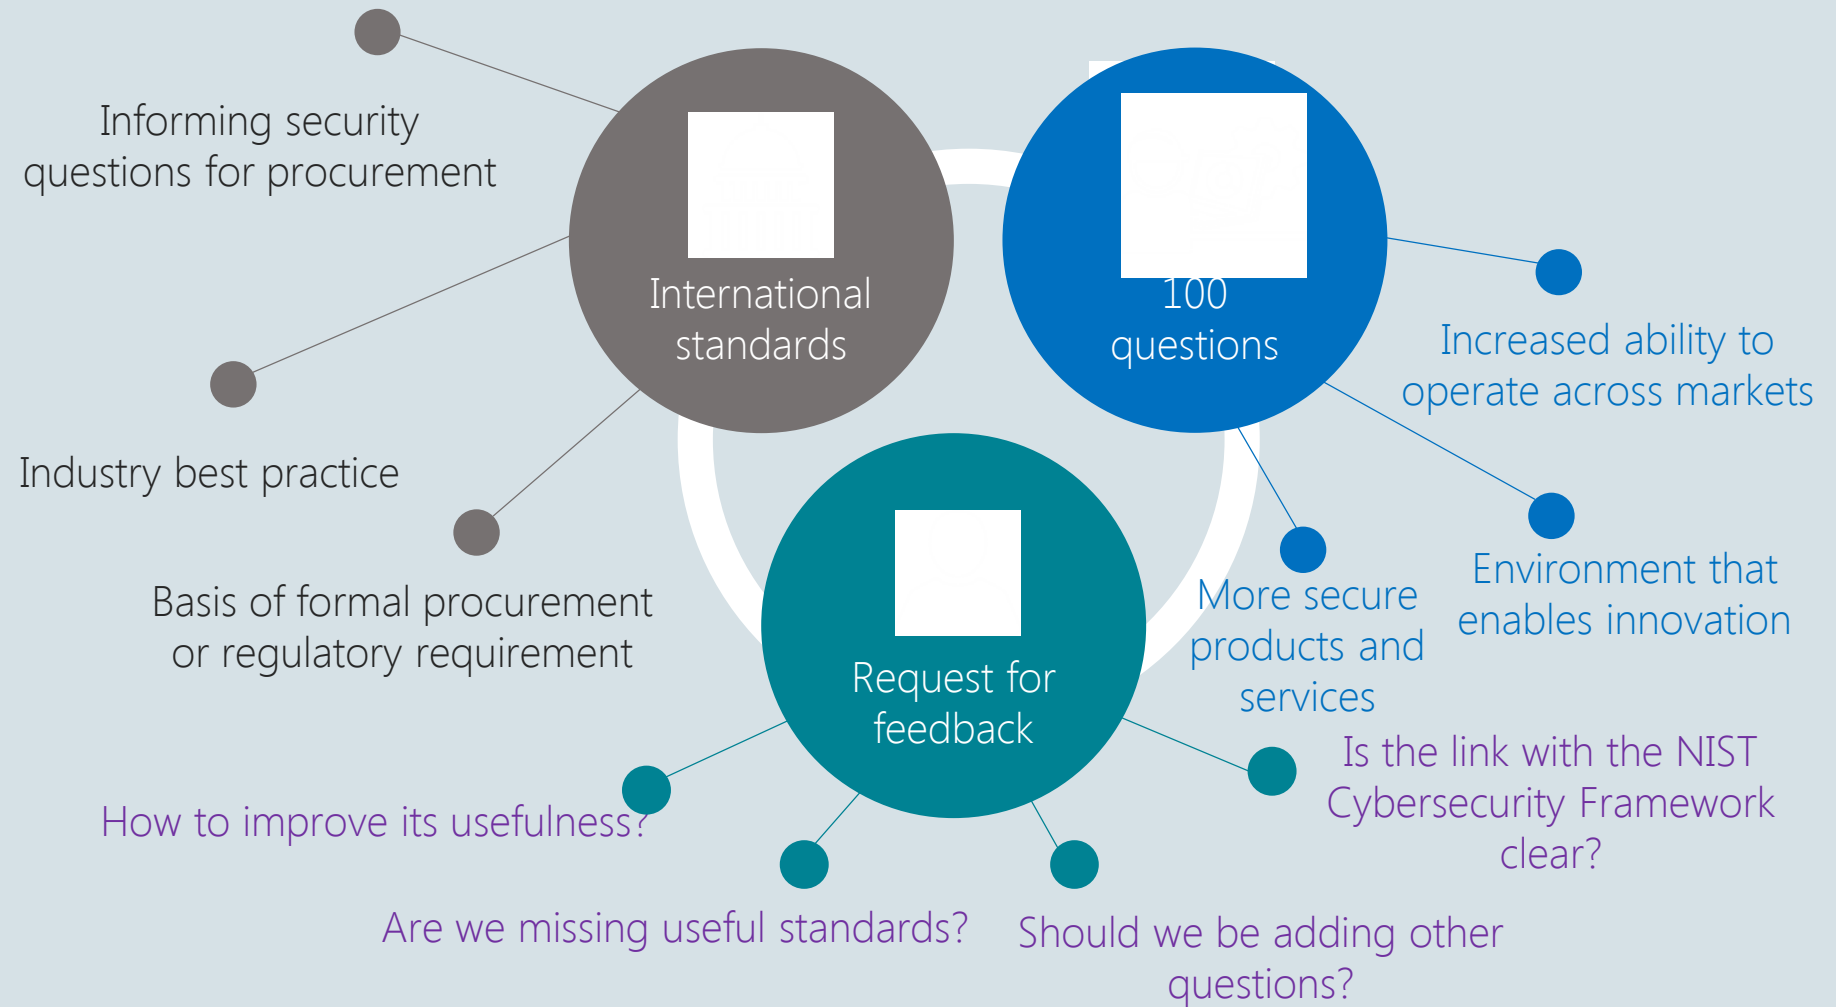 Informing security
questions for procurement
Industry best practice
Basis of formal procurement
or regulatory requirement
International
standards
100
questions
Increased ability to
operate across markets
Environment that
enables innovation
More secure
products and
services
Request for
feedback
How to improve its usefulness?
Are we missing useful standards?
Should we be adding other
questions?
Is the link with the NIST
Cybersecurity Framework
clear?